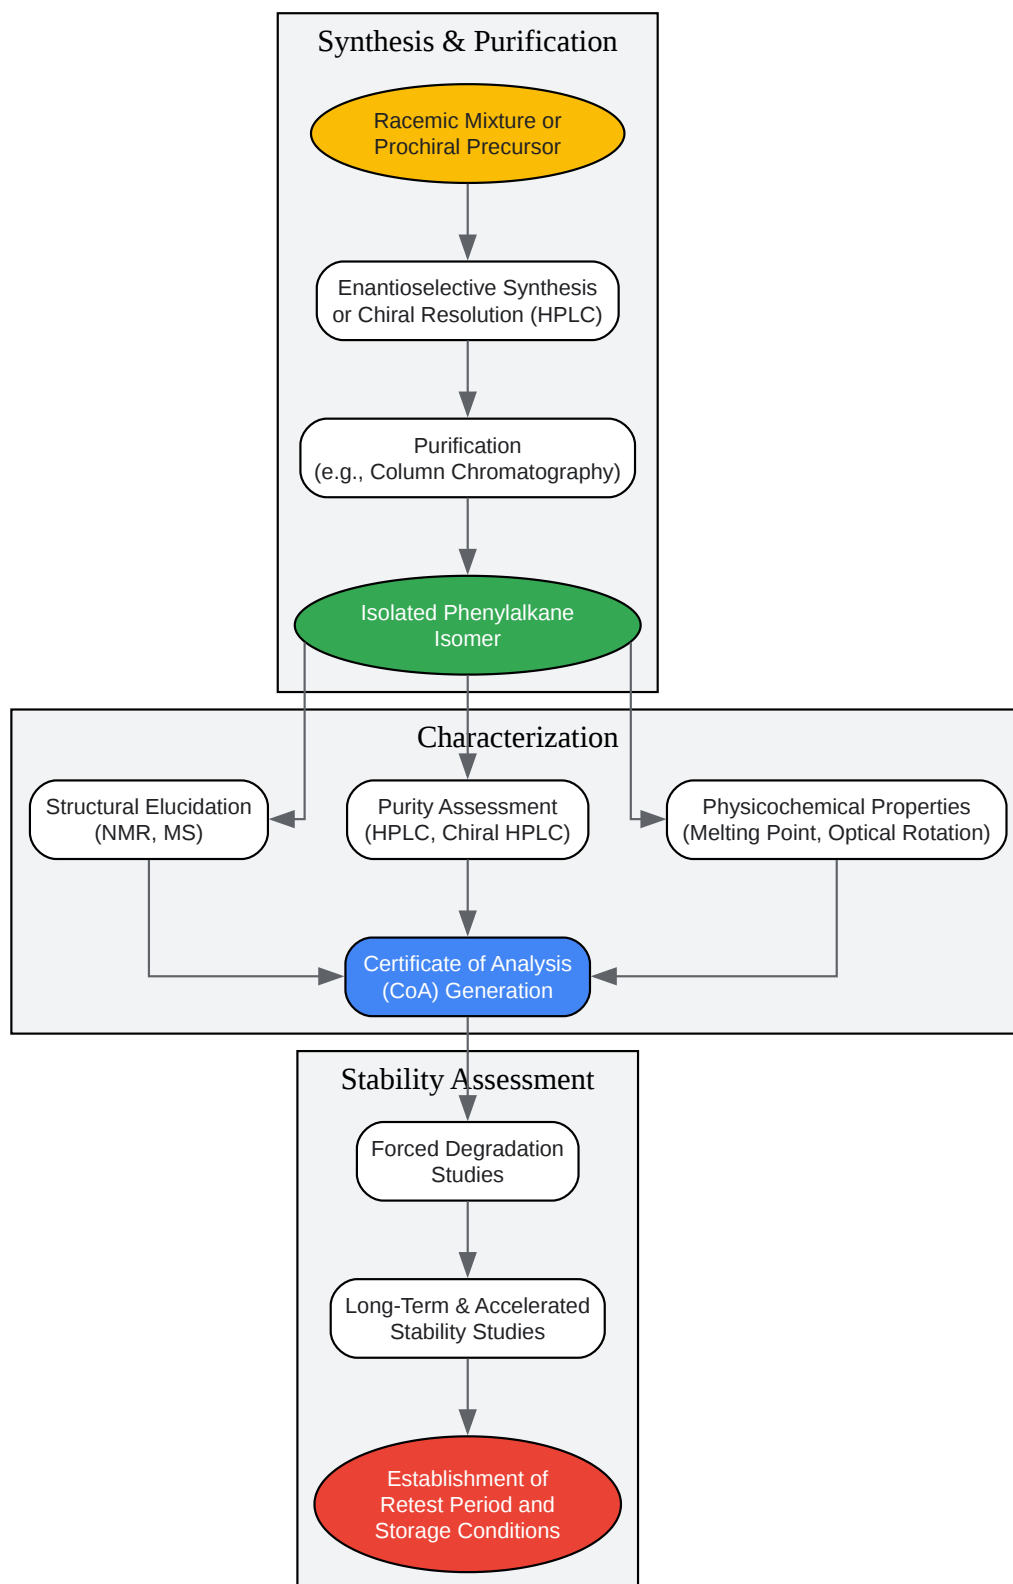 Synthesis & Purification
Racemic Mixture or
Prochiral Precursor
Enantioselective Synthesis
or Chiral Resolution (HPLC)
Purification
(e.g., Column Chromatography)
Isolated Phenylalkane
Isomer
Characterization
Structural Elucidation
(NMR, MS)
Purity Assessment
(HPLC, Chiral HPLC)
Physicochemical Properties
(Melting Point, Optical Rotation)
Certificate of Analysis
(CoA) Generation
Stability Assessment
Forced Degradation
Studies
Long-Term & Accelerated
Stability Studies
Establishment of
Retest Period and
Storage Conditions